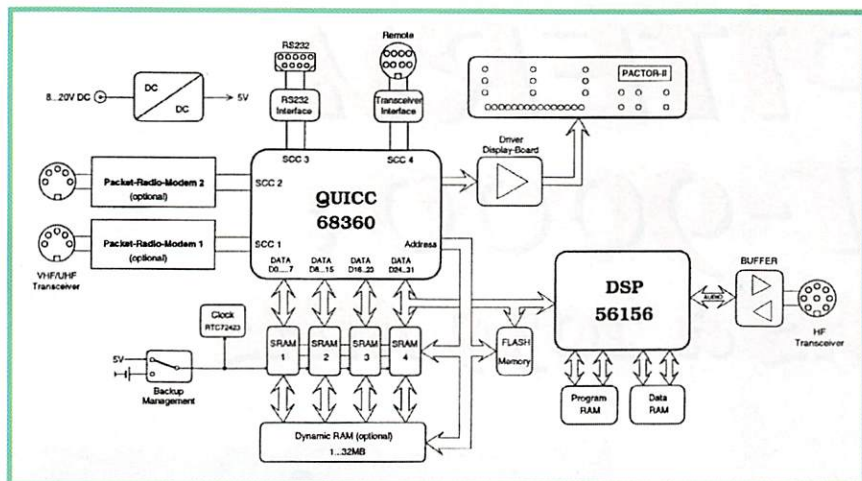 RS232
Remote
8...20V DC
DC
DC
5V
RS232
Interface
Transceiver
Interface
PACTOR-II
Driver
Display-Board
SCC 3
SCC 4
Packet-Radio-Modem 2
(optional)
SCC 2
QUICC
68360
Packet-Radio-Modem 1
(optional)
SCC 1
Address
VHF/UHF
Transceiver
DATA
D0.....7
DATA
D8...15
DATA
D16...23
DATA
D24...31
DSP
56156
BUFFER
AUDIO
HF
Transceiver
Clock
RTC72423
SRAM
1
SRAM
2
SRAM
3
SRAM
4
FLASH
Memory
5V
Backup
Management
Program
RAM
Data
RAM
Dynamic RAM (optional)
1...32MB